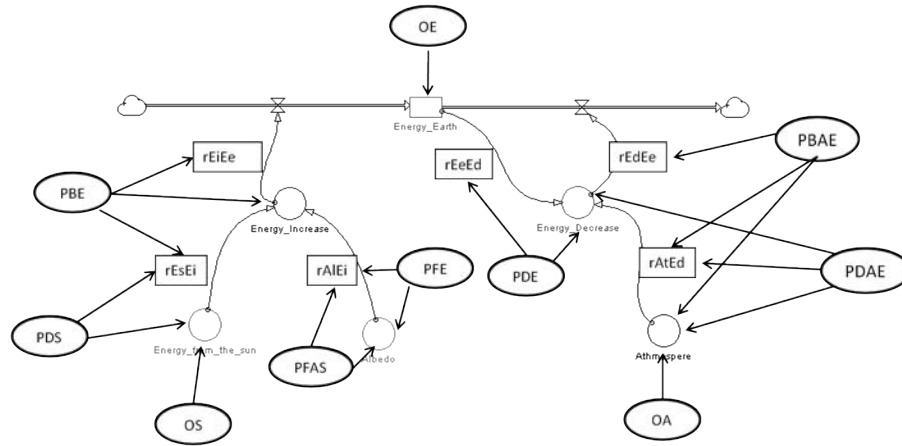 OE
Energy_Earth
rEiEe
rEeEd
rEdEe
PBAE
PBE
Energy_Increase
Energy_Decrease
rEsEi
rAlEi
PFE
PDE
rAtEd
PDAE
PDS
Energy_from_the_sun
PFAS
Albedo
Athmospere
OS
OA